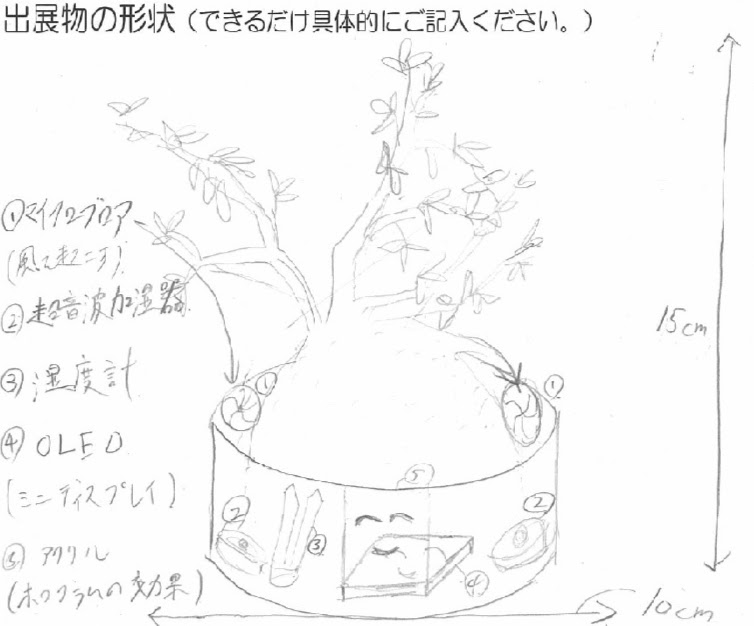 出展物の形状（できるだけ具体的にご記入ください。）
①マイクロブロア
(風を起こす)
②超音波加湿器
③湿度計
④OLED
(ミニディスプレイ)
⑤アクリル
(ホログラムの効果)
15cm
①
①
⑤
②
②
③
④
10cm